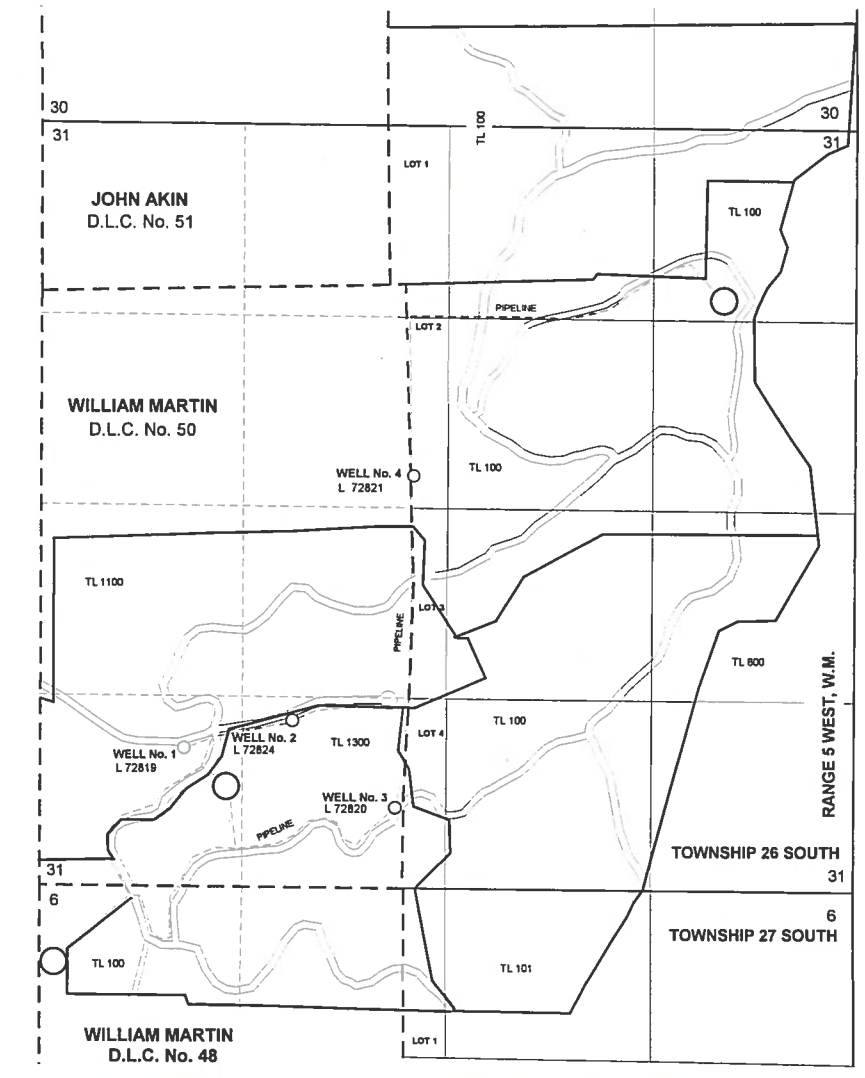 30
31
30
31
TL 100
LOT 1
JOHN AKIN
D.L.C. No. 51
TL 100
PIPELINE
LOT 2
WILLIAM MARTIN
D.L.C. No. 50
WELL No. 4
L 72821
TL 100
TL 1100
LOT 3
PIPELINE
TL 600
RANGE 5 WEST, W.M.
TL 100
LOT 4
WELL No. 2
L 72824
TL 1300
WELL No. 1
L 72819
WELL No. 3
L 72820
PIPELINE
TOWNSHIP 26 SOUTH
31
31
6
6
TOWNSHIP 27 SOUTH
TL 100
TL 101
WILLIAM MARTIN
D.L.C. No. 48
LOT 1